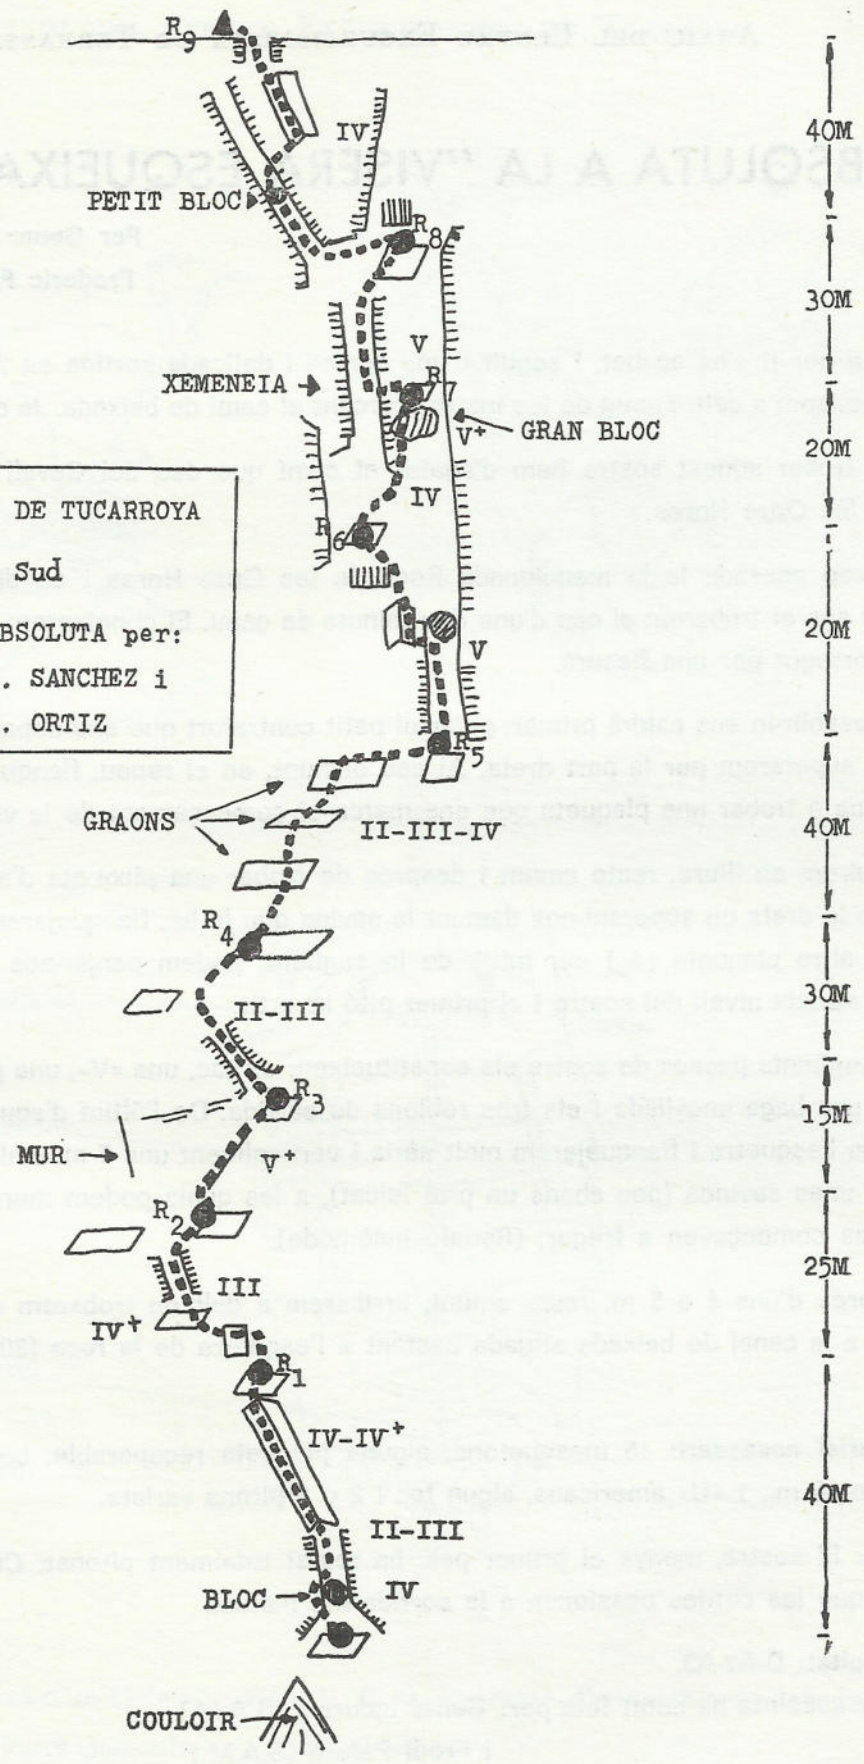 R9
40M
IV
PETIT BLOC
R8
30M
V
XEMENEIA
R
GRAN BLOC
V+
20M
IV
DE TUCARROYA
R6
Sud
BSOLUTA per:
20M
V
. SANCHEZ i
. ORTIZ
R5
GRAONS
II-III-IV
40M
R4
30M
II-III
R3
15M
MUR
V+
R2
25M
III
IV+
R1
IV-IV+
40M
II-III
BLOC
IV
COULOIR